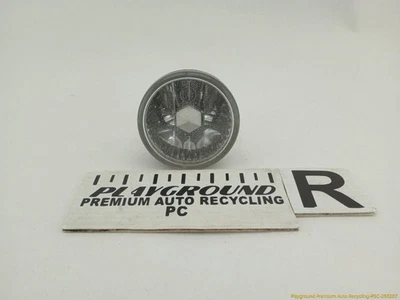 PLAYGROUND
PREMIUM AUTO RECYCLING
PC
R